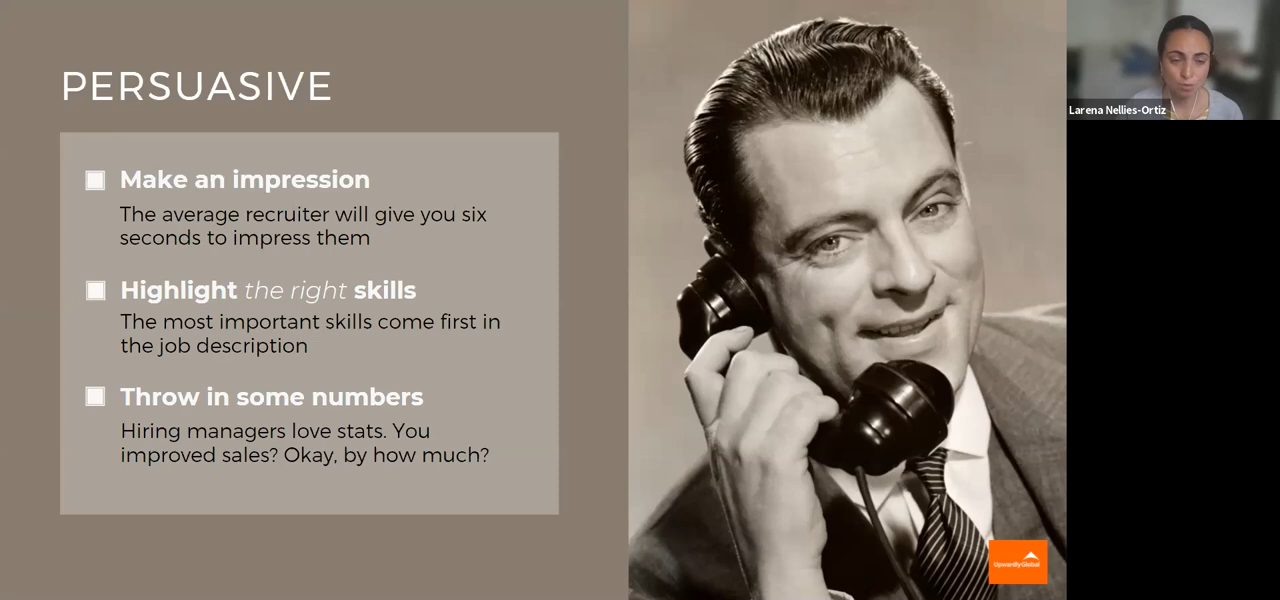 PERSUASIVE
Make an impression
The average recruiter will give you six
seconds to impress them
Highlight the right skills
The most important skills come first in
the job description
Throw in some numbers
Hiring managers love stats. You
improved sales? Okay, by how much?
UpwardlyGlobal
Larena Nellies-Ortiz